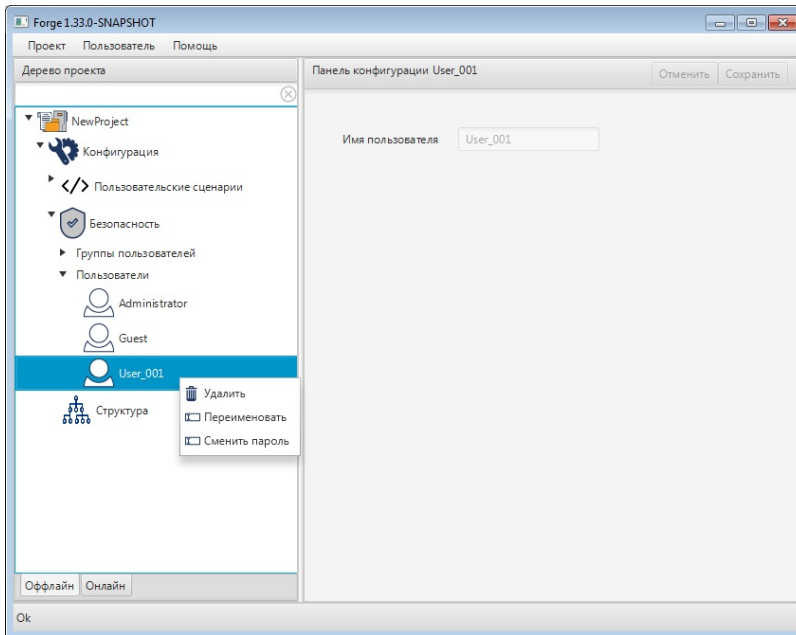 Forge 1.33.0-SNAPSHOT
Проект Пользователь Помощь
Дерево проекта
Панель конфигурации User_001
Отменить Сохранить
NewProject
Конфигурация
Имя пользователя User_001
</> Пользовательские сценарии
Безопасность
Группы пользователей
Пользователи
Administrator
Guest
User_001
Удалить
Структура
Переименовать
Сменить пароль
Оффлайн Онлайн
Ok